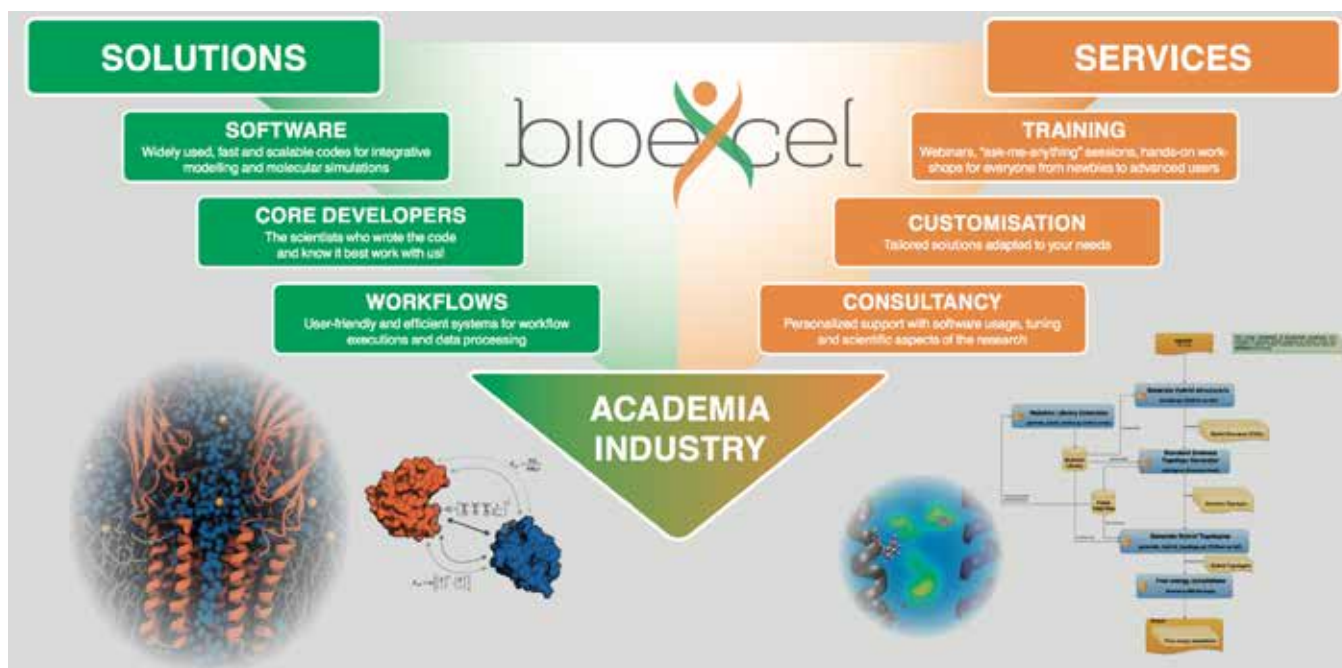 SOLUTIONS
SOFTWARE
Widely used, fast and scalable codes for integrative
modelling and molecular simulations
CORE DEVELOPERS
The scientists who wrote the code
and know it best work with us!
WORKFLOWS
User-friendly and efficient systems for workflow
executions and data processing
bioexcel
SERVICES
TRAINING
Webinars, "ask-me-anything" sessions, hands-on work-
shops for everyone from newbies to advanced users
CUSTOMISATION
Tailored solutions adapted to your needs
CONSULTANCY
Personalized support with software usage, tuning
and scientific aspects of the research
ACADEMIA
INDUSTRY
Generate Hybrid Topologies